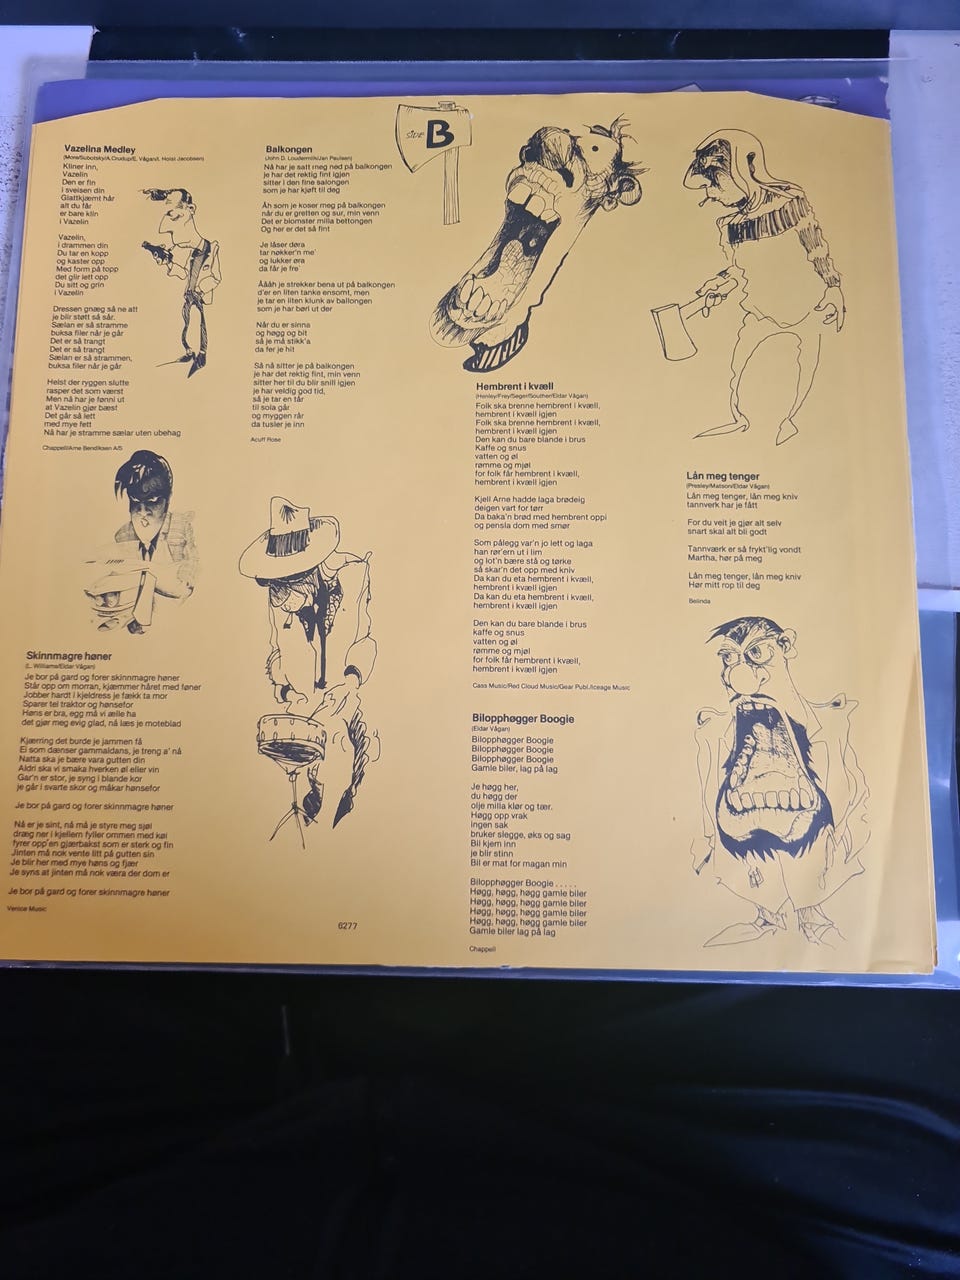 Vazelina Medley
(More/Subotsky/A.Crudup/E. Vågan/I. Holst Jacobsen)
Kliner inn,
Vazelin
Den er fin
i sveisen din
Glattkjæmt hår
alt du får
er bare klin
i Vazelin
Vazelin,
i drammen din
Du tar en kopp
og kaster opp
Med form på topp
det glir lett opp
Du sitt og grin
i Vazelin
Dressen gnæg så ne att
je blir støtt så sår.
Sælan er så stramme
buksa filer når je går
Det er så trangt
Det er så trangt
Sælan er så strammen,
buksa filer når je går
Helst der ryggen slutte
rasper det som værst
Men nå har je fønni ut
at Vazelin gjør bæst
Det går så lett
med mye fett
Nå har je stramme sælar uten ubehag
Chappell/Arne Bendiksen A/S
Skinnmagre høner
(L. Williams/Eldar Vågan)
Je bor på gard og forer skinnmagre høner
Står opp om morran, kjæmmer håret med føner
Jobber hardt i kjeldress je fækk ta mor
Sparer tel traktor og hønsefor
Høns er bra, egg må vi ælle ha
det gjør meg evig glad, nå læs je moteblad
Kjærring det burde je jammen få
Ei som dænser gammaldans, je treng a' nå
Natta ska je bære vara gutten din
Aldri ska vi smaka hverken øl eller vin
Gar'n er stor, je syng i blande kor
je går i svarte skor og måkar hønsefor
Je bor på gard og forer skinnmagre høner
Nå er je sint, nå må je styre meg sjøl
dræg ner i kjellern fyller ommen med køl
fyrer opp'en gjærbakst som er sterk og fin
Jinten må nok vente litt på gutten sin
Je blir her med mye høns og fjær
Je syns at jinten må nok væra der dom er
Je bor på gard og forer skinnmagre høner
Venice Music
Balkongen
(John D. Loudermilk/Jan Paulsen)
Nå har je satt meg ned på balkongen
je har det rektig fint igjen
sitter i den fine salongen
som je har kjøft til deg
Åh som je koser meg på balkongen
når du er gretten og sur, min venn
Det er blomster milla bettongen
Og her er det så fint
Je låser døra
tar nøkker'n me'
og lukker øra
da får je fre'
Åååh je strekker bena ut på balkongen
d'er en liten tanke ensomt, men
je tar en liten klunk av ballongen
som je har børi ut der
Når du er sinna
og høgg og bit
så je må stikk'a
da fer je hit
Så nå sitter je på balkongen
je har det rektig fint, min venn
sitter her til du blir snill igjen
je har veldig god tid,
så je tar en tår
til sola går
og myggen rår
da tusler je inn
Acuff Rose
SIDE B
Hembrent i kvæll
(Henley/Frey/Seger/Souther/Eldar Vågan)
Folk ska brenne hembrent i kvæll,
hembrent i kvæll igjen
Folk ska brenne hembrent i kvæll,
hembrent i kvæll igjen
Den kan du bare blande i brus
Kaffe og snus
vatten og øl
rømme og mjøl
for folk får hembrent i kvæll,
hembrent i kvæll igjen
Kjell Arne hadde laga brødeig
deigen vart for tørr
Da baka'n brød med hembrent oppi
og pensla dom med smør
Som pålegg var'n jo lett og laga
han rør'ern ut i lim
og lot'n bære stå og tørke
så skar'n det opp med kniv
Da kan du eta hembrent i kvæll,
hembrent i kvæll igjen
Da kan du eta hembrent i kvæll,
hembrent i kvæll igjen
Den kan du bare blande i brus
kaffe og snus
vatten og øl
rømme og mjøl
for folk får hembrent i kvæll,
hembrent i kvæll igjen
Cass Music/Red Cloud Music/Gear Publ./Iceage Music
Bilopphøgger Boogie
(Eldar Vågan)
Bilopphøgger Boogie
Bilopphøgger Boogie
Bilopphøgger Boogie
Gamle biler, lag på lag
Je høgg her,
du høgg der
olje milla klør og tær.
Høgg opp vrak
ingen sak
bruker slegge, øks og sag
Bil kjem inn
je blir stinn
Bil er mat for magan min
Bilopphøgger Boogie . . . . .
Høgg, høgg, høgg gamle biler
Høgg, høgg, høgg gamle biler
Høgg, høgg, høgg gamle biler
Høgg, høgg, høgg gamle biler
Gamle biler lag på lag
Chappell
Lån meg tenger
(Presley/Matson/Eldar Vågan)
Lån meg tenger, lån meg kniv
tannverk har je fått
For du veit je gjør alt selv
snart skal alt bli godt
Tannværk er så frykt'lig vondt
Martha, hør på meg
Lån meg tenger, lån meg kniv
Hør mitt rop til deg
Belinda
6277